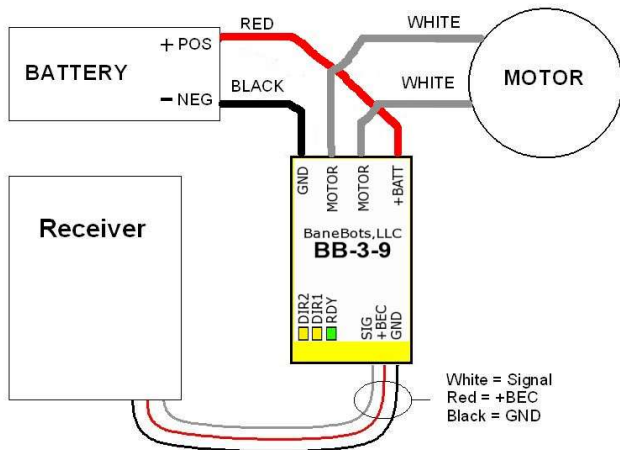 RED
WHITE
+ POS
BATTERY
MOTOR
BLACK
WHITE
- NEG
GND
MOTOR
MOTOR
+BATT
Receiver
BaneBots,LLC
BB-3-9
DIR2
DIR1
RDY
SIG
+BEC
GND
White = Signal
Red = +BEC
Black = GND